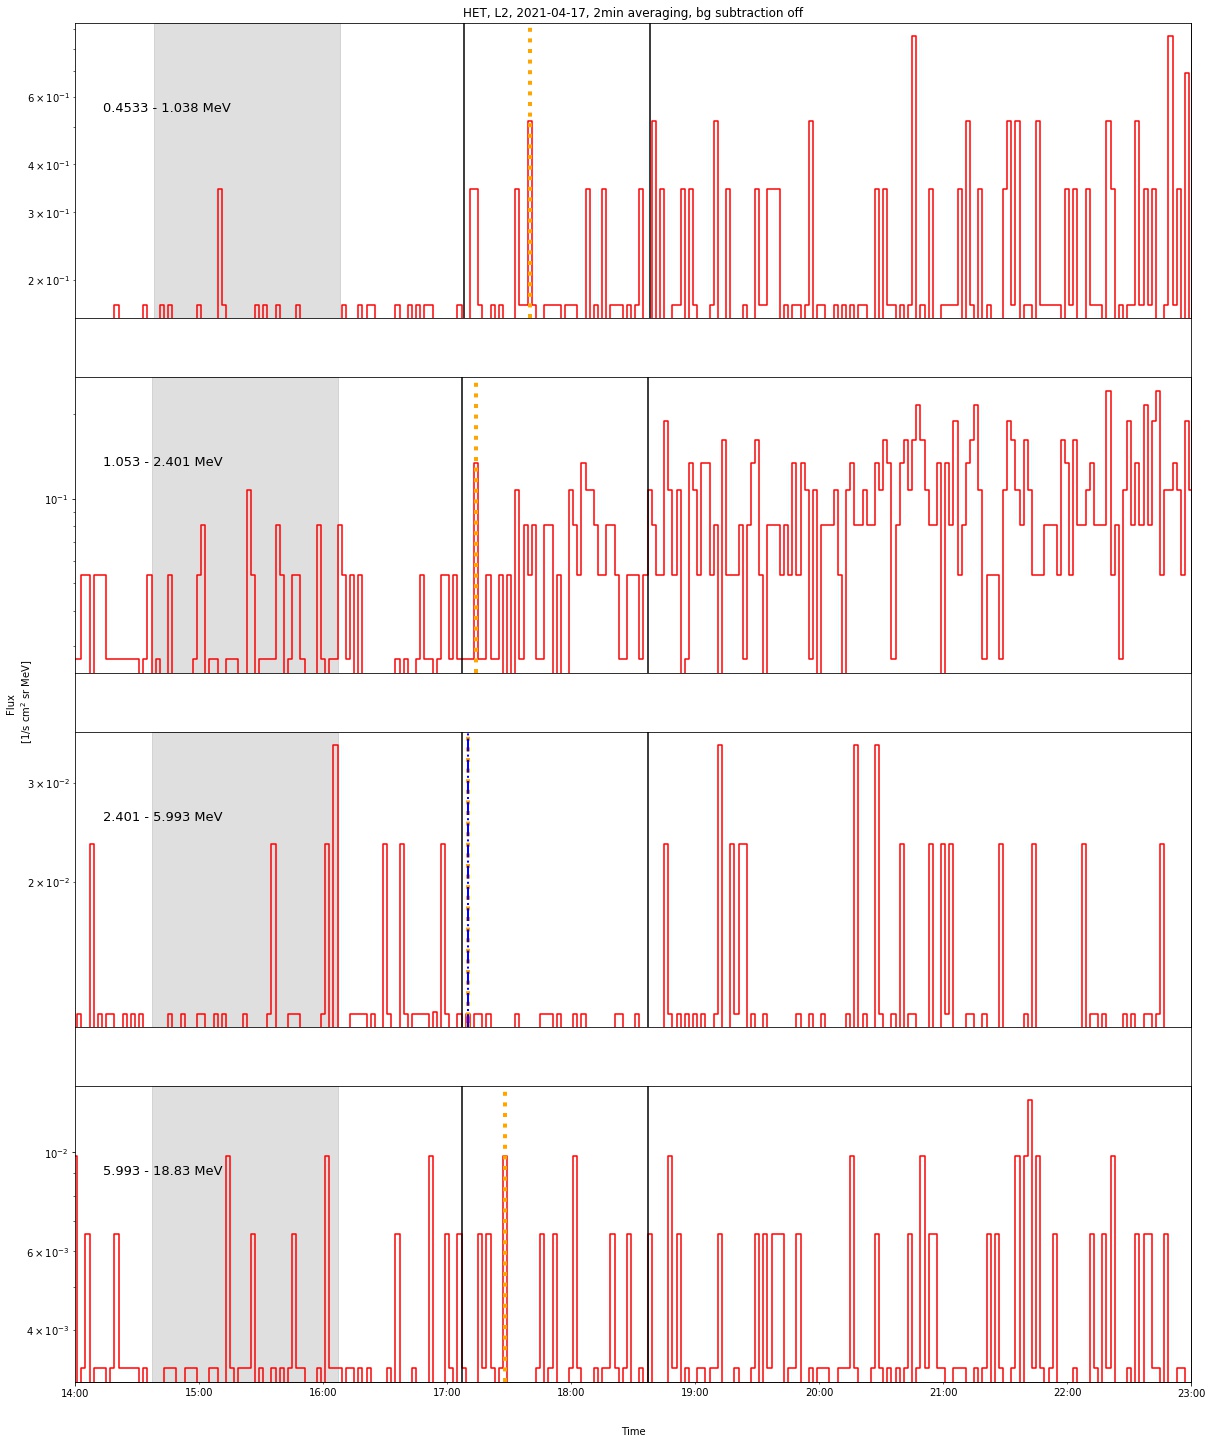 HET, L2, 2021-04-17, 2min averaging, bg subtraction off
6 × 10⁻¹
0.4533 - 1.038 MeV
4 × 10⁻¹
3 × 10⁻¹
2 × 10⁻¹
1.053 - 2.401 MeV
10⁻¹
Flux
[1/s cm² sr MeV]
3 × 10⁻²
2.401 - 5.993 MeV
2 × 10⁻²
10⁻²
5.993 - 18.83 MeV
6 × 10⁻³
4 × 10⁻³
14:00 15:00 16:00 17:00 18:00 19:00 20:00 21:00 22:00 23:00
Time